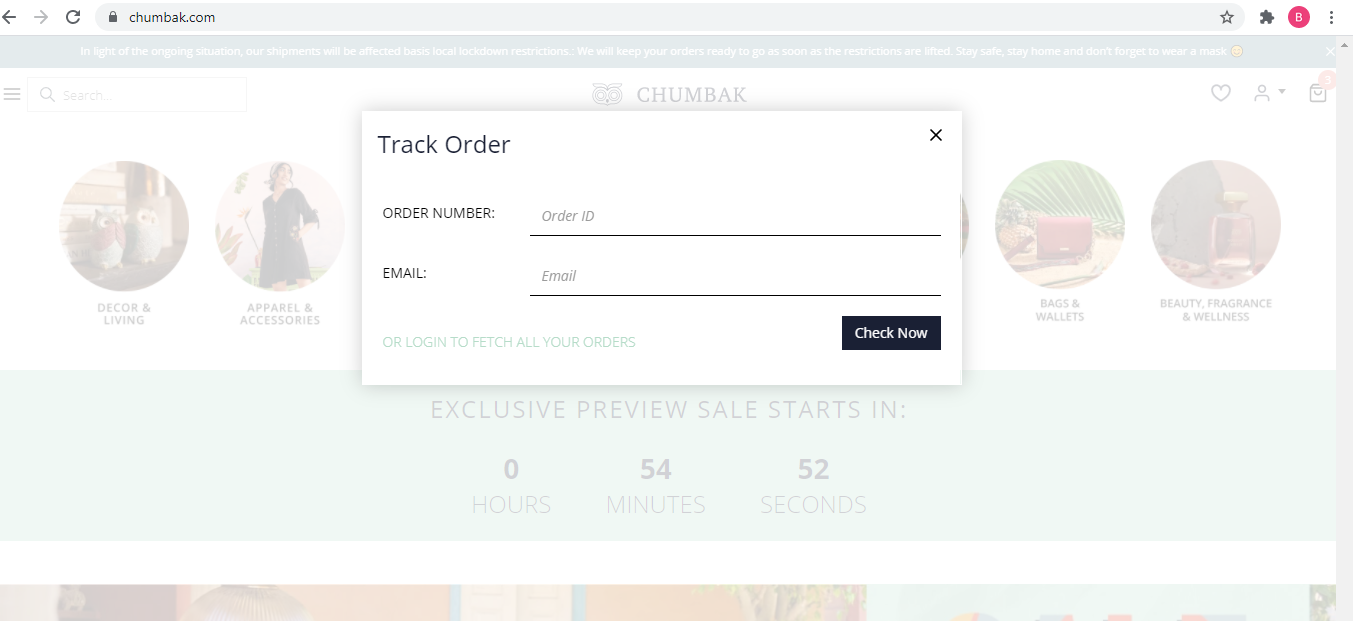 chumbak.com
B
In light of the ongoing situation, our shipments will be affected basis local lockdown restrictions.: We will keep your orders ready to go as soon as the restrictions are lifted. Stay safe, stay home and don't forget to wear a mask 😊
Search...
CHUMBAK
3
Track Order
ORDER NUMBER:
Order ID
EMAIL:
Email
OR LOGIN TO FETCH ALL YOUR ORDERS
Check Now
DECOR &
LIVING
APPAREL &
ACCESSORIES
BAGS &
WALLETS
BEAUTY, FRAGRANCE
& WELLNESS
EXCLUSIVE PREVIEW SALE STARTS IN:
0 54 52
HOURS MINUTES SECONDS